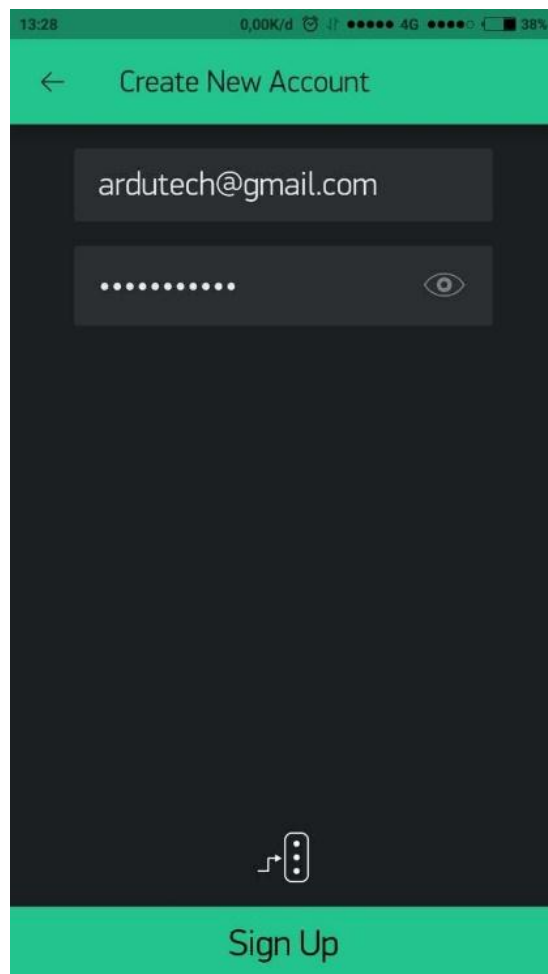 13:28 0,00K/d 4G 38%
Create New Account
ardutech@gmail.com
•••••••••••
Sign Up